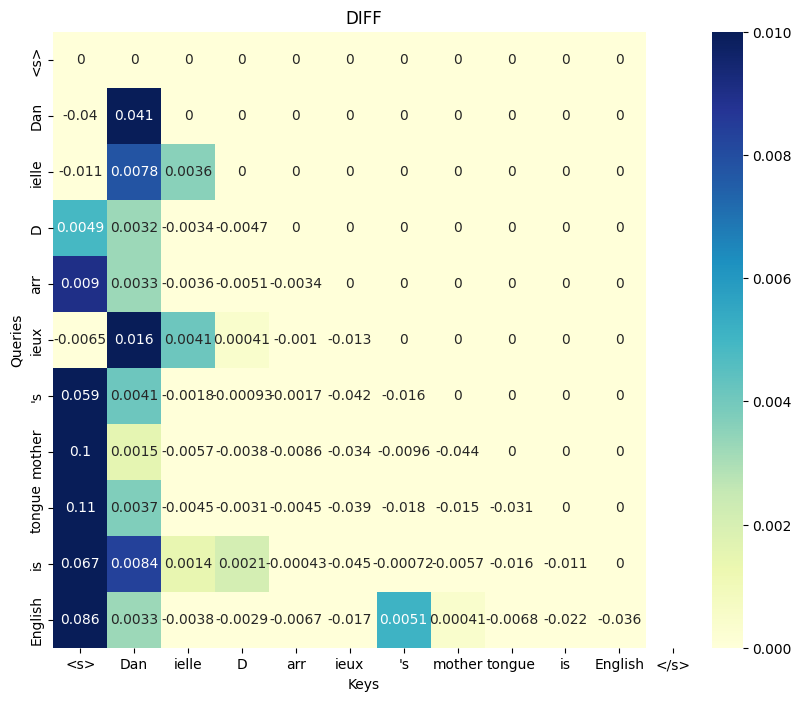 DIFF
<s> 0 0 0 0 0 0 0 0 0 0 0
Dan -0.04 0.041 0 0 0 0 0 0 0 0 0
ielle -0.011 0.0078 0.0036 0 0 0 0 0 0 0 0
D 0.0049 0.0032 -0.0034 -0.0047 0 0 0 0 0 0 0
arr 0.009 0.0033 -0.0036 -0.0051 -0.0034 0 0 0 0 0 0
ieux -0.0065 0.016 0.0041 0.00041 -0.001 -0.013 0 0 0 0 0
's 0.059 0.0041 -0.0018 -0.00093 -0.0017 -0.042 -0.016 0 0 0 0
mother 0.1 0.0015 -0.0057 -0.0038 -0.0086 -0.034 -0.0096 -0.044 0 0 0
tongue 0.11 0.0037 -0.0045 -0.0031 -0.0045 -0.039 -0.018 -0.015 -0.031 0 0
is 0.067 0.0084 0.0014 0.0021 -0.00043 -0.045 -0.00072 -0.0057 -0.016 -0.011 0
English 0.086 0.0033 -0.0038 -0.0029 -0.0067 -0.017 0.0051 0.00041 -0.0068 -0.022 -0.036
<s> Dan ielle D arr ieux 's mother tongue is English </s>
Keys
Queries
0.010
0.008
0.006
0.004
0.002
0.000